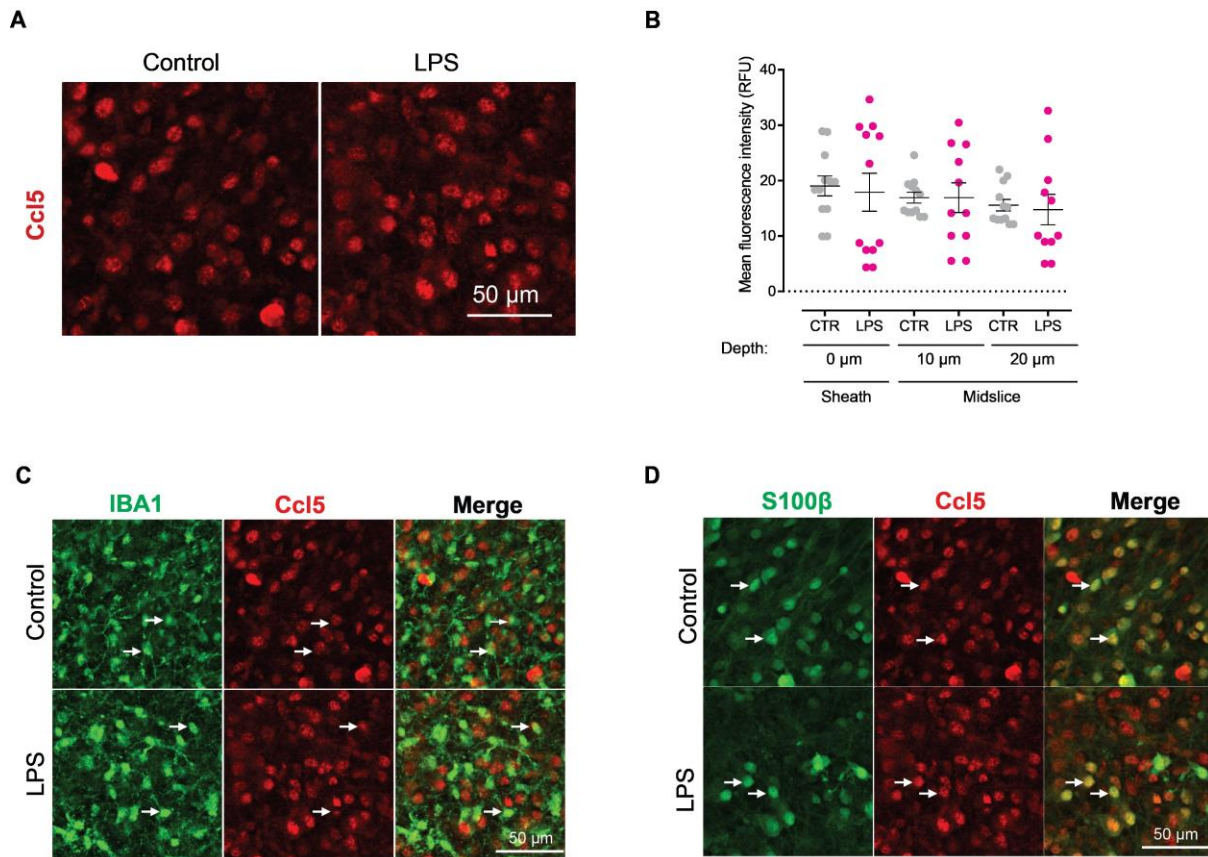 A
Control LPS
Ccl5
50 µm
B
Mean fluorescence intensity (RFU)
40
30
20
10
0
CTR LPS CTR LPS CTR LPS
Depth: 0 µm 10 µm 20 µm
Sheath Midslice
C
IBA1 Ccl5 Merge
Control
LPS
50 µm
D
S100β Ccl5 Merge
Control
LPS
50 µm